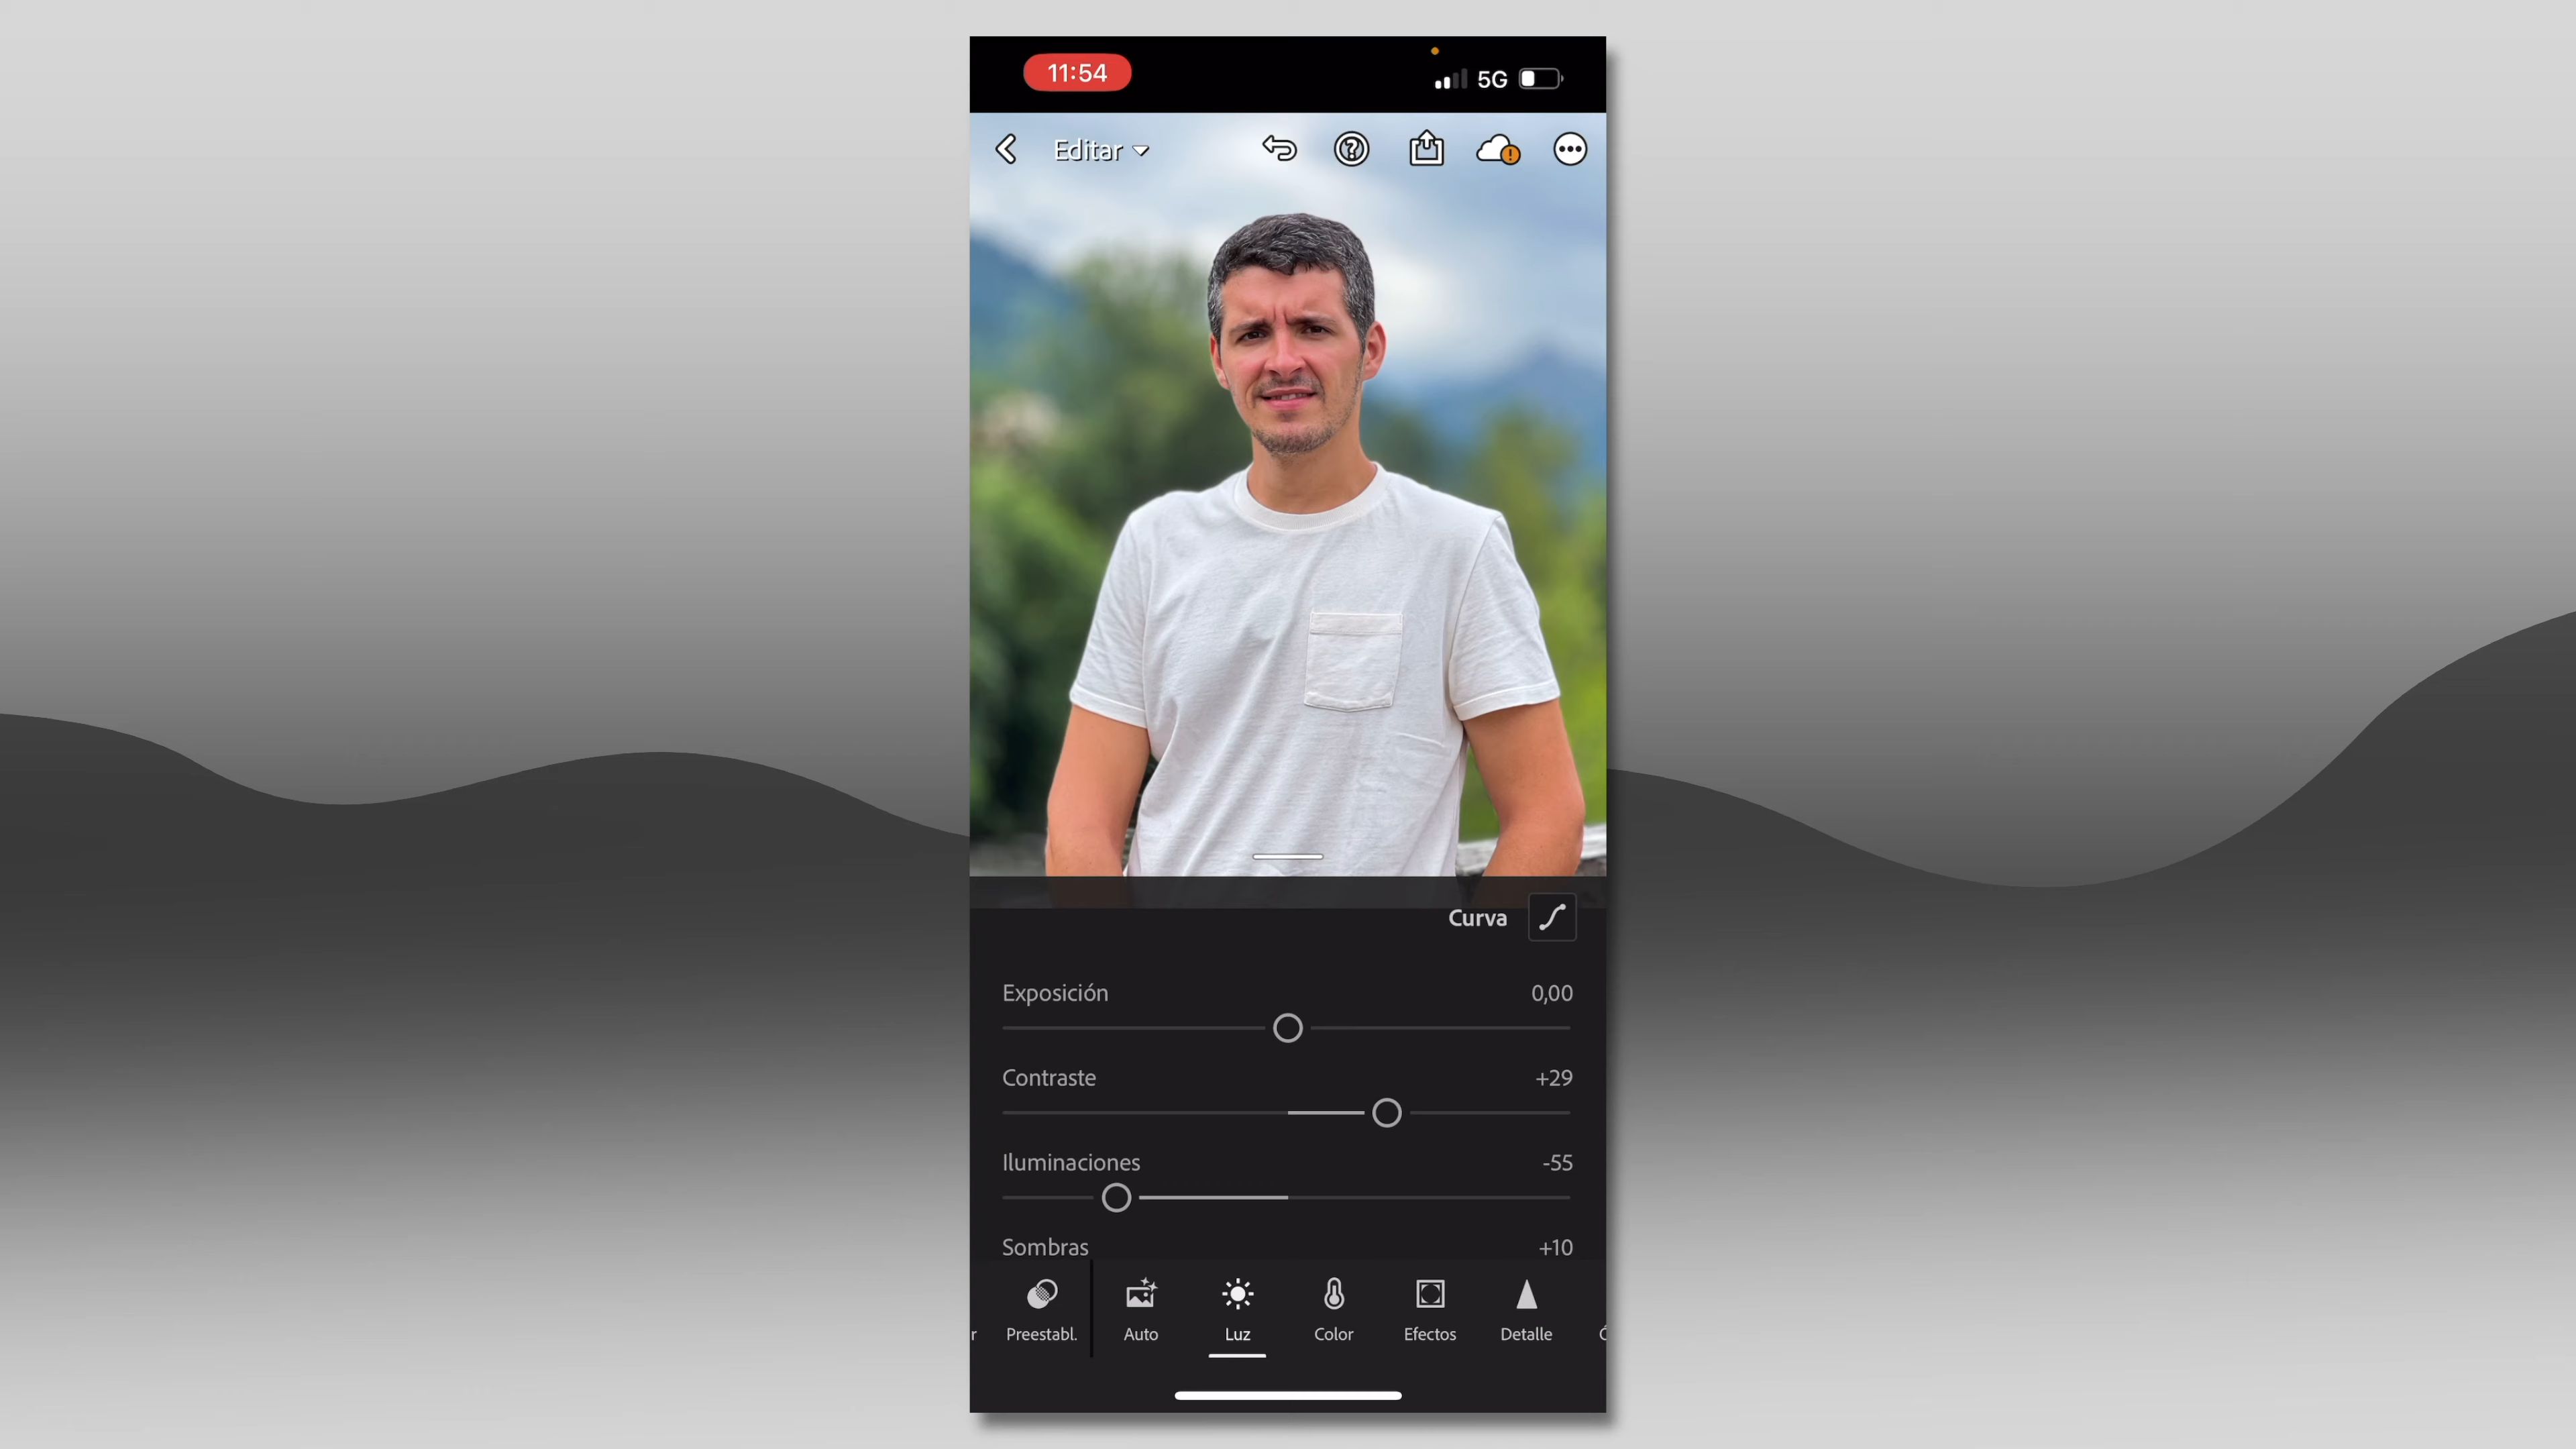 11:54
5G
Editar
Curva
Exposición 0,00
Contraste +29
Iluminaciones -55
Sombras +10
r Preestabl. Auto Luz Color Efectos Detalle